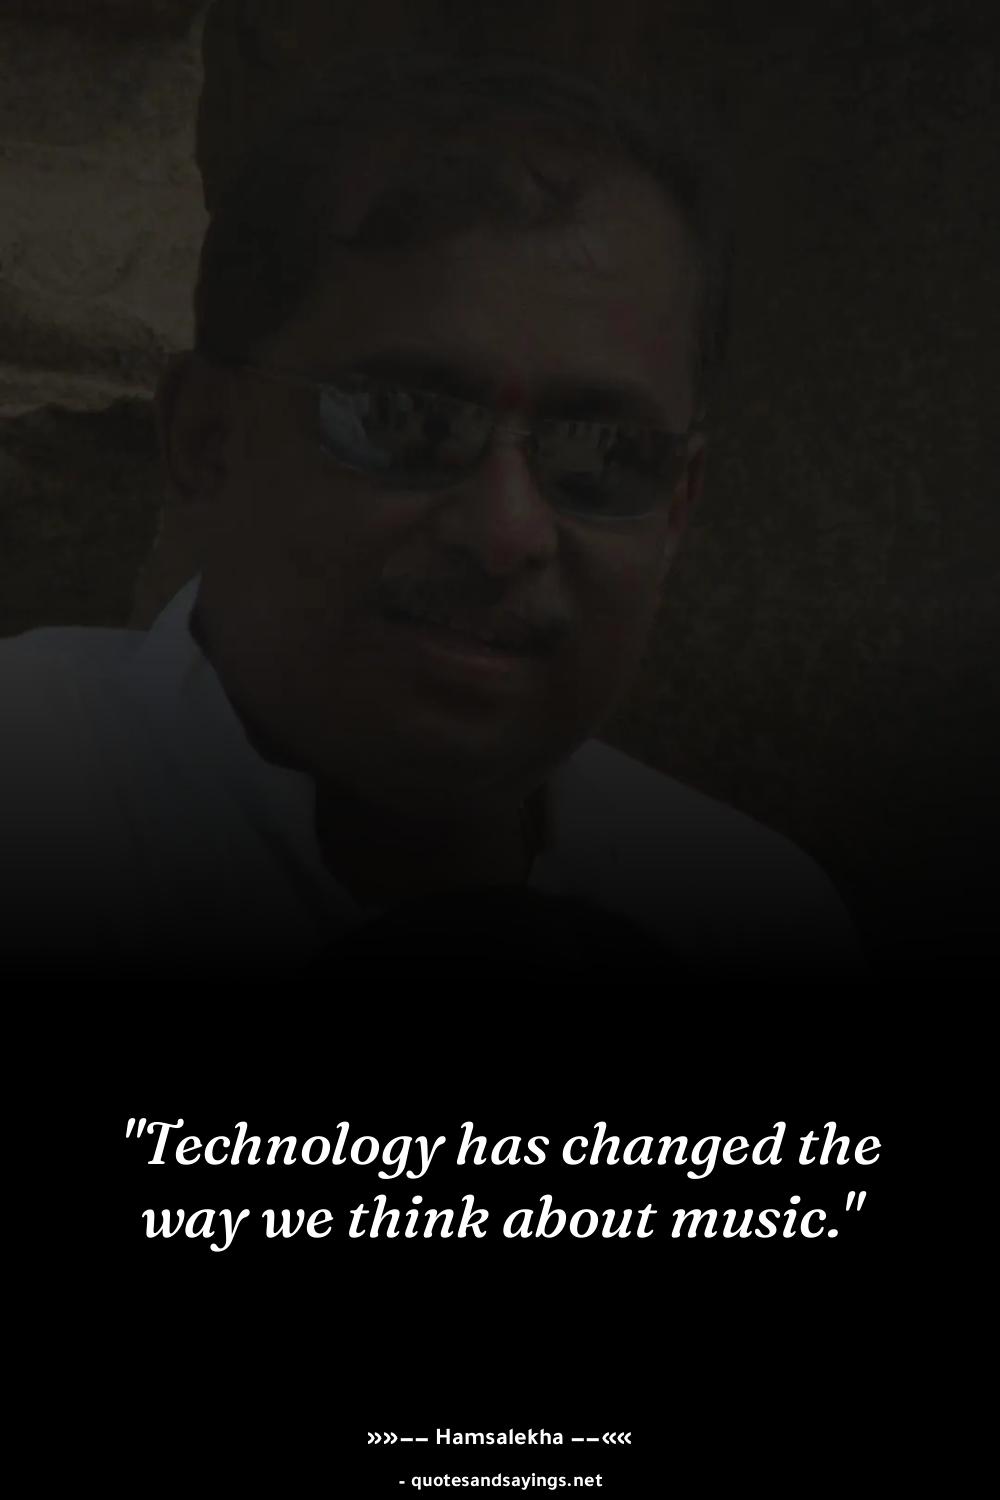 "Technology has changed the
way we think about music."
»»−− Hamsalekha −−««
- quotesandsayings.net